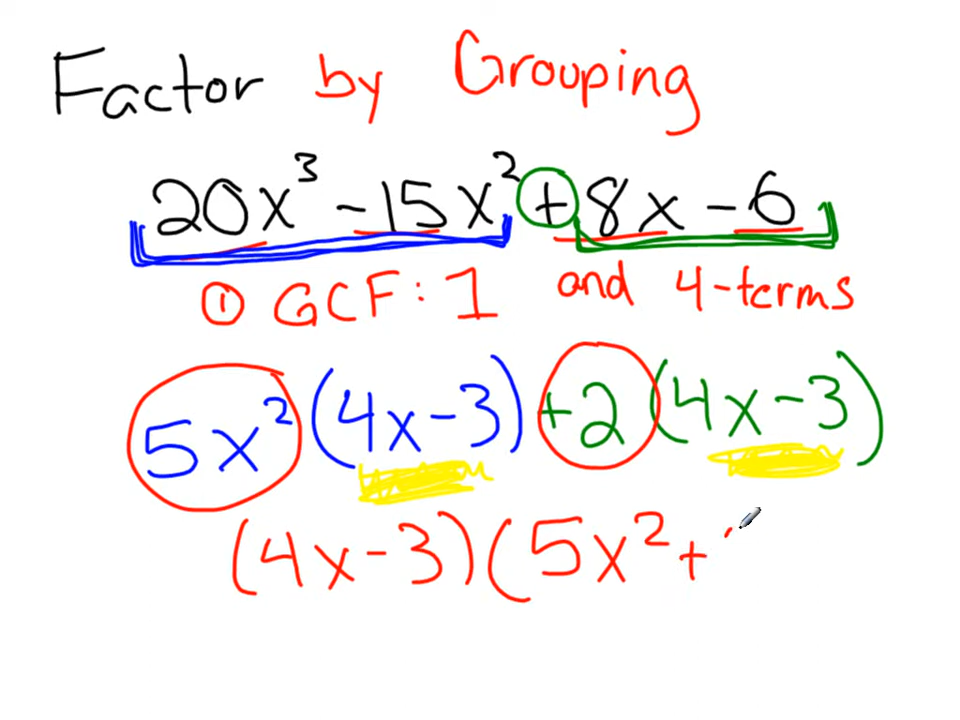 Factor by Grouping
20x³ - 15x² + 8x - 6
① GCF: 1 and 4-terms
5x² (4x - 3) + 2 (4x - 3)
(4x - 3) (5x² +